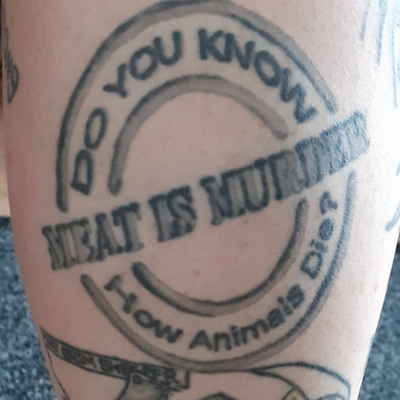 DO YOU KNOW
MEAT IS MURDER
How Animals Die?